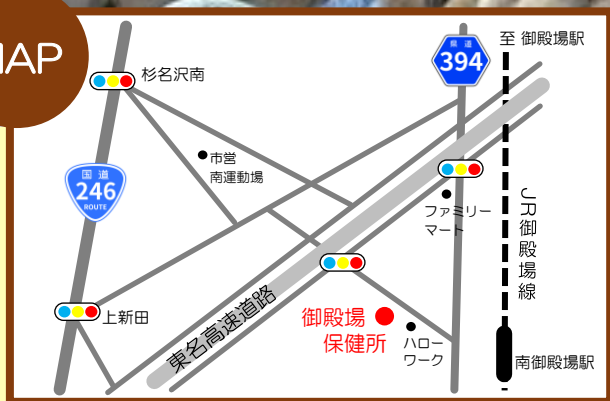 MAP
県道
394
至 御殿場駅
杉名沢南
市営
南運動場
国道
246
ROUTE
ファミリー
マート
JR御殿場線
上新田
東名高速道路
御殿場
保健所
ハロー
ワーク
南御殿場駅